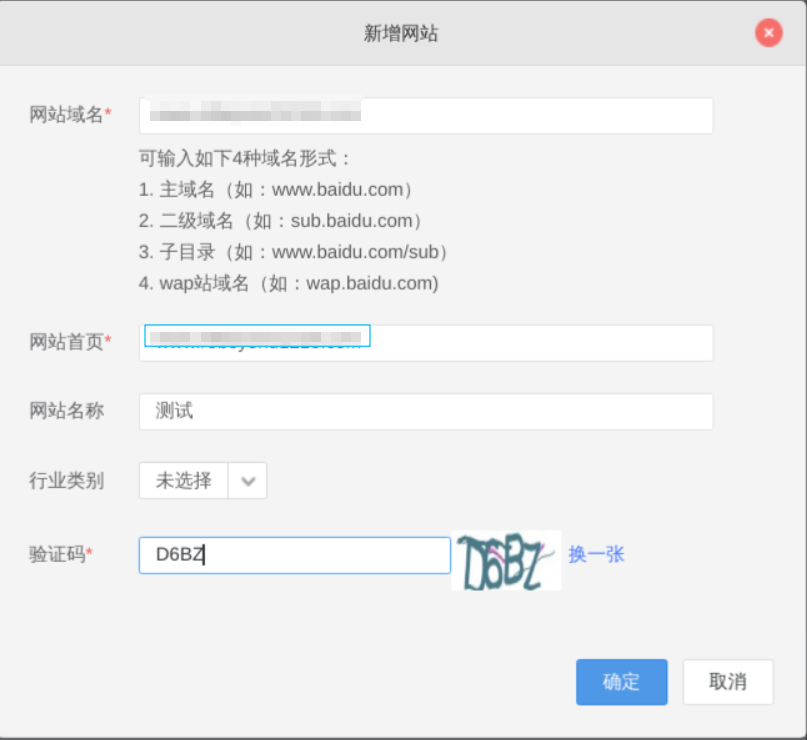 新增网站
网站域名*
可输入如下4种域名形式：
1. 主域名（如：www.baidu.com）
2. 二级域名（如：sub.baidu.com）
3. 子目录（如：www.baidu.com/sub）
4. wap站域名（如：wap.baidu.com)
网站首页*
网站名称 测试
行业类别 未选择
验证码* D6BZ D6BZ 换一张
确定 取消